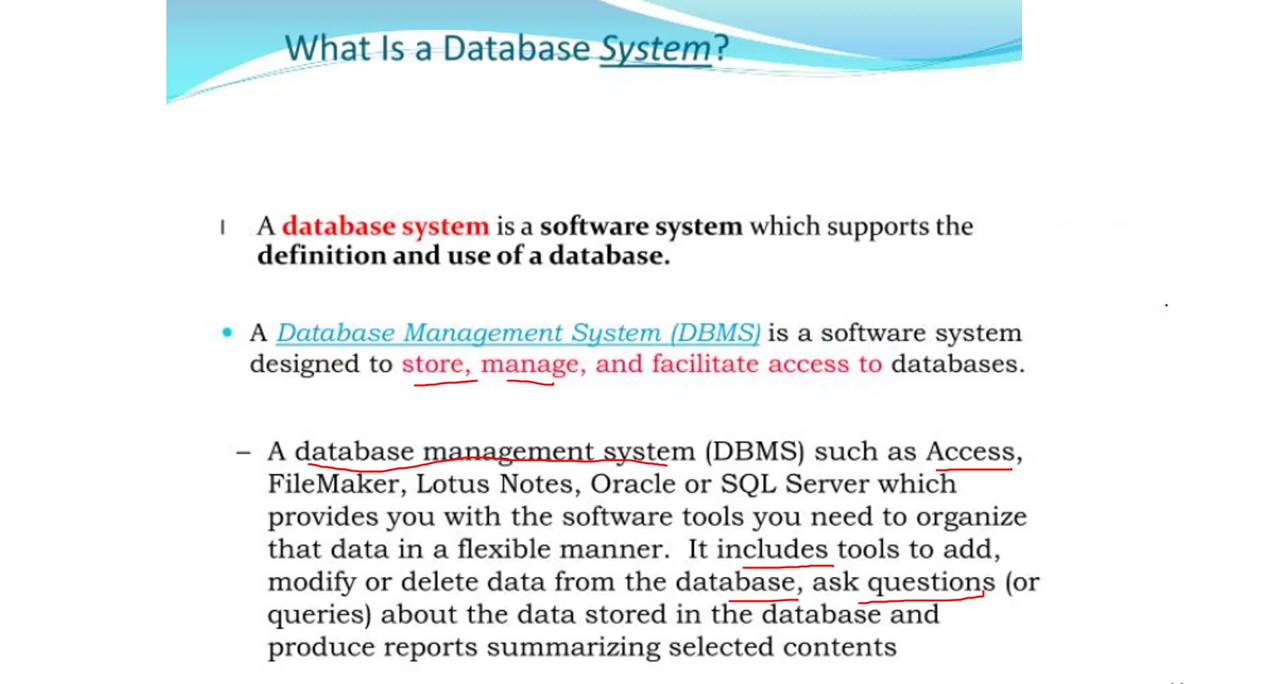 What Is a Database System?
A database system is a software system which supports the
definition and use of a database.
• A Database Management System (DBMS) is a software system
designed to store, manage, and facilitate access to databases.
– A database management system (DBMS) such as Access,
FileMaker, Lotus Notes, Oracle or SQL Server which
provides you with the software tools you need to organize
that data in a flexible manner. It includes tools to add,
modify or delete data from the database, ask questions (or
queries) about the data stored in the database and
produce reports summarizing selected contents